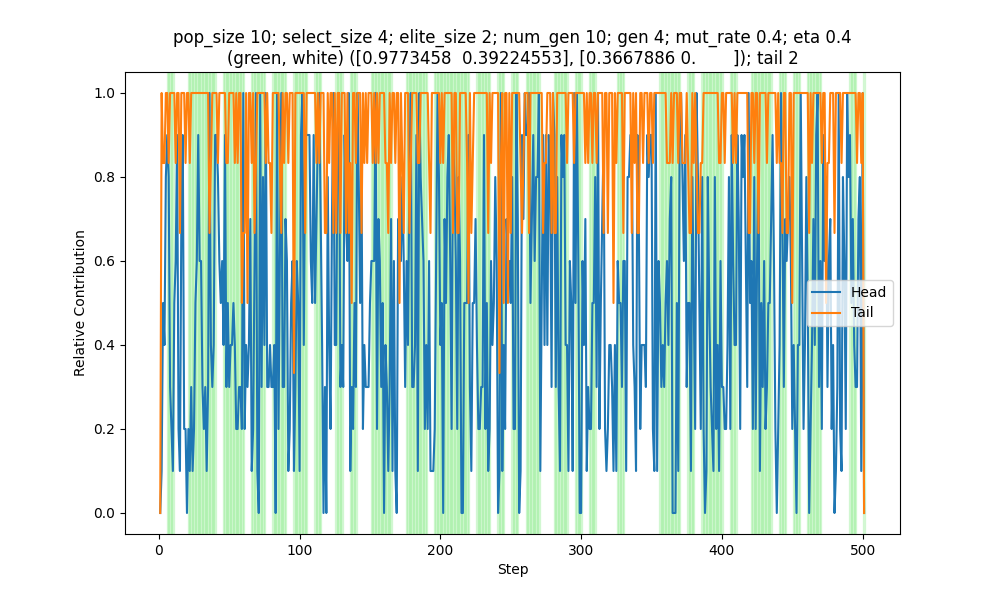 pop_size 10; select_size 4; elite_size 2; num_gen 10; gen 4; mut_rate 0.4; eta 0.4
(green, white) ([0.9773458  0.39224553], [0.3667886 0.        ]); tail 2
1.0
0.8
0.6
0.4
0.2
0.0
Relative Contribution
Head
Tail
0
100
200
300
400
500
Step